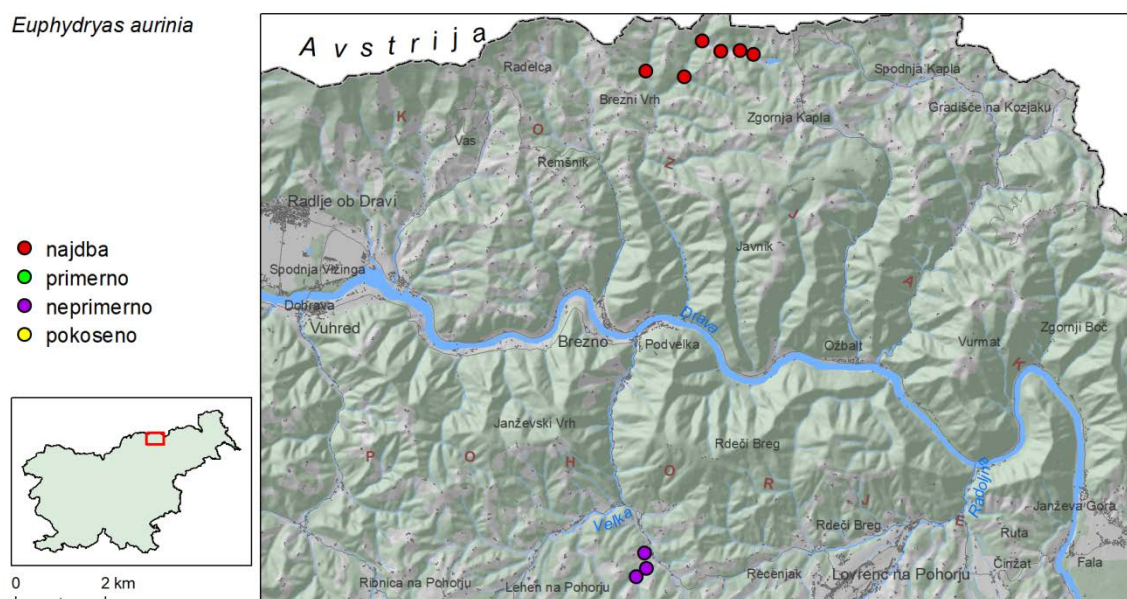 Euphydryas aurinia
Avstrija
Radelca
Spodnja Kapla
Brezni Vrh
Gradišče na Kozjaku
Zgornja Kapla
KOZJAK
Vas
Remšnik
Radlje ob Dravi
Javnik
najdba
primerno
neprimerno
pokoseno
Spodnja Vižinga
Dobrava
Vuhred
Drava
Zgornji Boč
Brezno
Podvelka
Ožbalt
Vurmat
Janževski Vrh
Rdeči Breg
POHORJE
Radoljna
Janževa Gora
Velka
Rdeči Breg
Ruta
Ribnica na Pohorju
Lehen na Pohorju
Recenjak
Lovrenc na Pohorju
Činžat
Fala
0 2 km